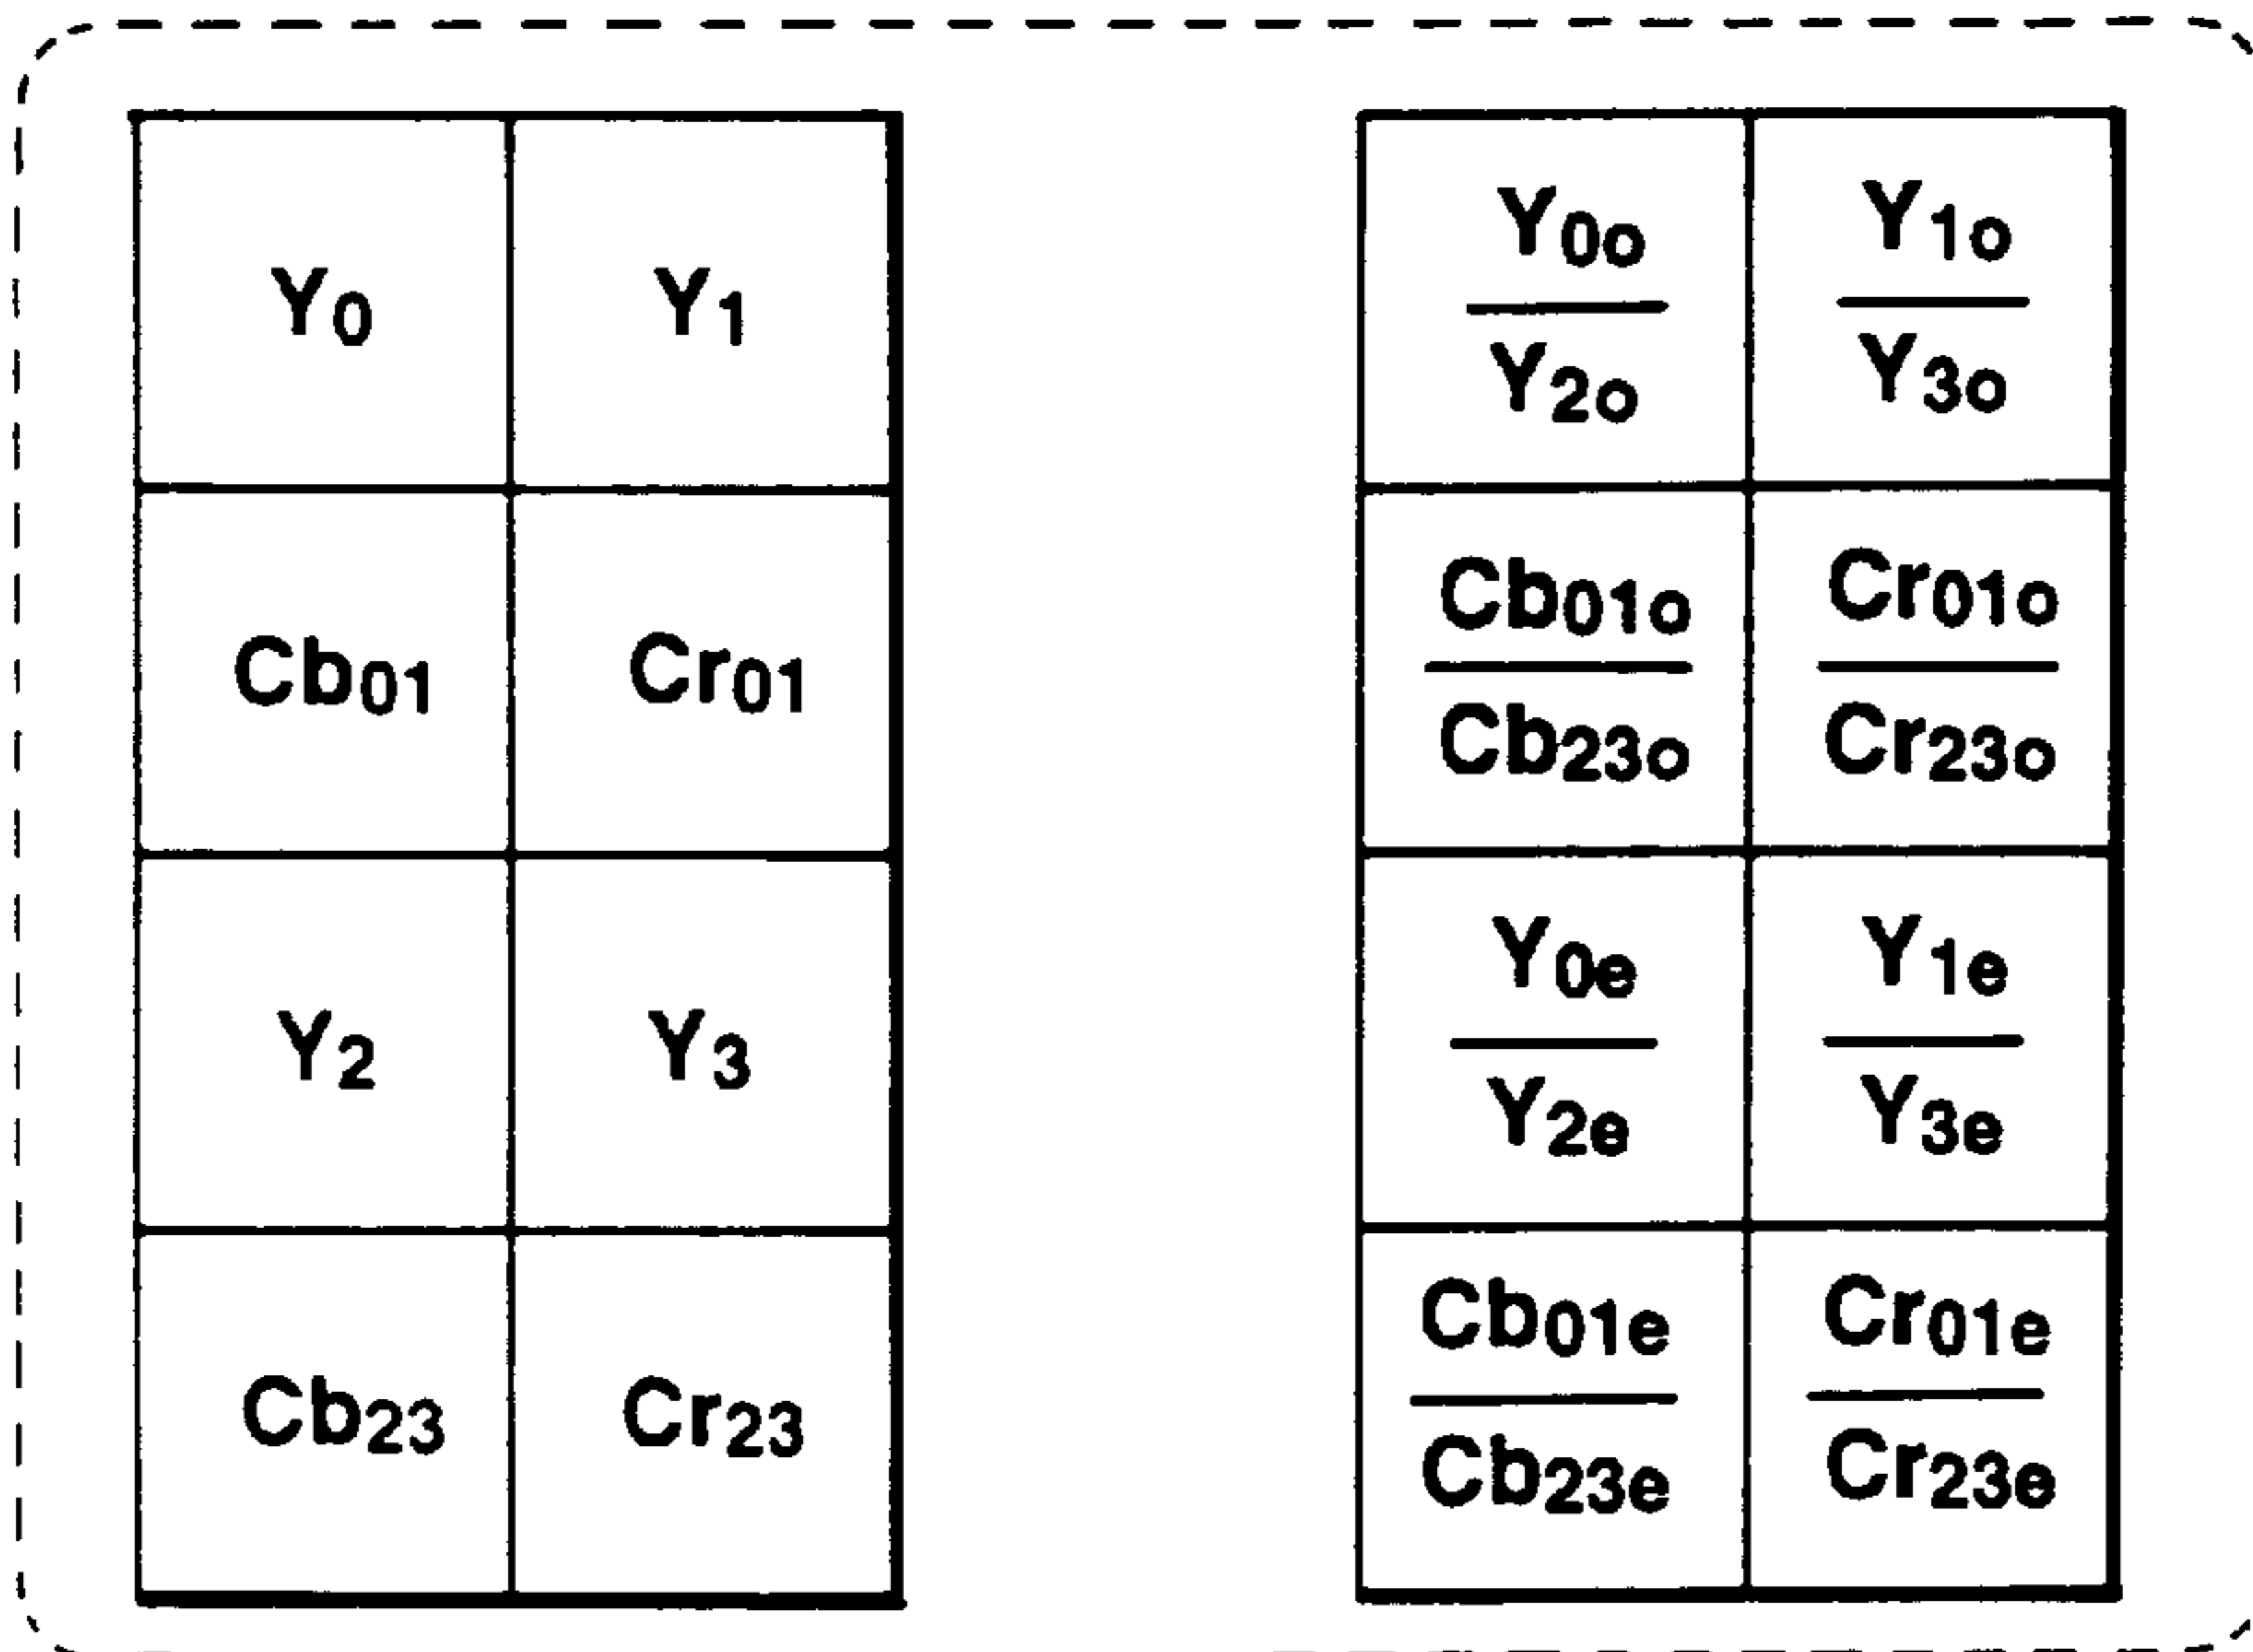 Y0 Y1
Cb01 Cr01
Y2 Y3
Cb23 Cr23
Y0o Y1o
Y2o Y3o
Cb01o Cr01o
Cb23o Cr23o
Y0e Y1e
Y2e Y3e
Cb01e Cr01e
Cb23e Cr23e